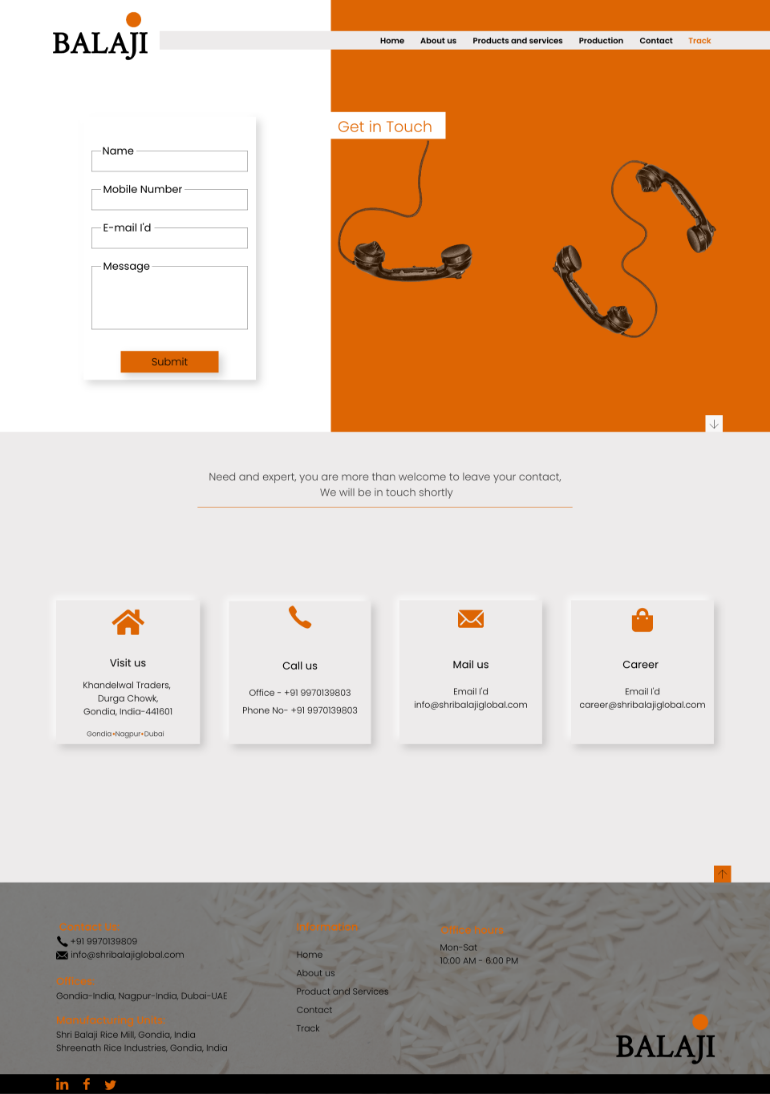 BALAJI
Home About us Products and services Production Contact Track
Get in Touch
Name
Mobile Number
E-mail I'd
Message
Submit
Need and expert, you are more than welcome to leave your contact,
We will be in touch shortly
Visit us
Khandelwal Traders,
Durga Chowk,
Gondia, India-441601
Gondia•Nagpur•Dubai
Call us
Office - +91 9970139803
Phone No- +91 9970139803
Mail us
Email I'd
info@shribalajiglobal.com
Career
Email I'd
career@shribalajiglobal.com
Contact Us
+91 9970139809
info@shribalajiglobal.com
Offices
Gondia-India, Nagpur-India, Dubai-UAE
Manufacturing Units
Shri Balaji Rice Mill, Gondia, India
Shreenath Rice Industries, Gondia, India
Information
Home
About us
Product and Services
Contact
Track
Office hours
Mon-Sat
10:00 AM - 6:00 PM
BALAJI